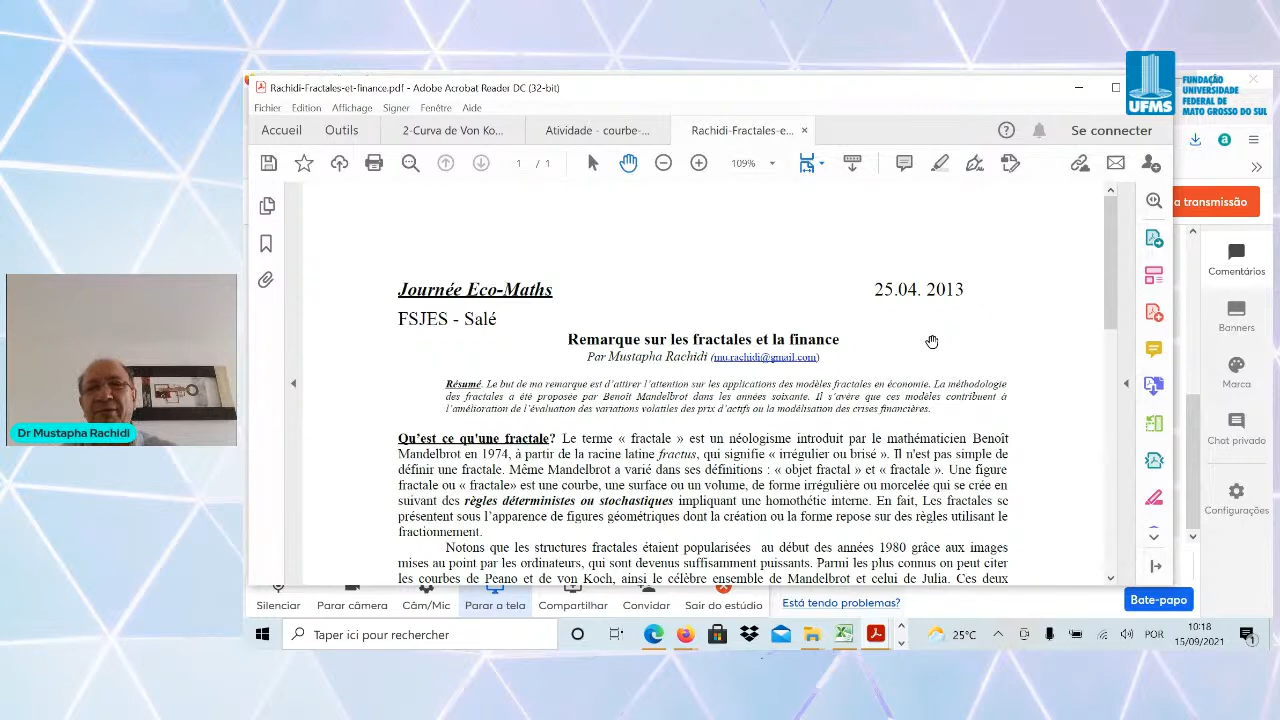 UFMS
FUNDAÇÃO
UNIVERSIDADE
FEDERAL DE
MATO GROSSO DO SUL
Rachidi-Fractales-et-finance.pdf - Adobe Acrobat Reader DC (32-bit)
Fichier Edition Affichage Signer Fenêtre Aide
Accueil Outils 2-Curva de Von Ko... Atividade - courbe-... Rachidi-Fractales-e... × Se connecter
1 / 1 109%
a transmissão
Comentários
Banners
Marca
Chat privado
Configurações
Journée Eco-Maths 25.04. 2013
FSJES - Salé
Remarque sur les fractales et la finance
Par Mustapha Rachidi (mu.rachidi@gmail.com)
Résumé. Le but de ma remarque est d'attirer l'attention sur les applications des modèles fractales en économie. La méthodologie
des fractales a été proposée par Benoît Mandelbrot dans les années soixante. Il s'avère que ces modèles contribuent à
l'amélioration de l'évaluation des variations volatiles des prix d'actifs ou la modélisation des crises financières.
Qu'est ce qu'une fractale? Le terme « fractale » est un néologisme introduit par le mathématicien Benoît
Mandelbrot en 1974, à partir de la racine latine fractus, qui signifie « irrégulier ou brisé ». Il n'est pas simple de
définir une fractale. Même Mandelbrot a varié dans ses définitions : « objet fractal » et « fractale ». Une figure
fractale ou « fractale» est une courbe, une surface ou un volume, de forme irrégulière ou morcelée qui se crée en
suivant des règles déterministes ou stochastiques impliquant une homothétie interne. En fait, Les fractales se
présentent sous l'apparence de figures géométriques dont la création ou la forme repose sur des règles utilisant le
fractionnement.
Notons que les structures fractales étaient popularisées au début des années 1980 grâce aux images
mises au point par les ordinateurs, qui sont devenus suffisamment puissants. Parmi les plus connus on peut citer
les courbes de Peano et de von Koch, ainsi le célèbre ensemble de Mandelbrot et celui de Julia. Ces deux
Dr Mustapha Rachidi
Silenciar Parar câmera Câm/Mic Parar a tela Compartilhar Convidar Sair do estúdio Está tendo problemas? Bate-papo
Taper ici pour rechercher 25°C POR 10:18
15/09/2021
1